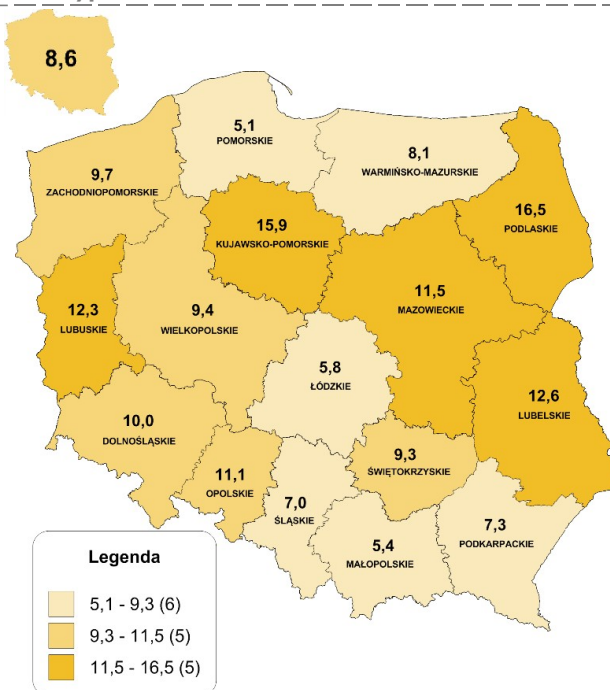 8,6
5,1
POMORSKIE
8,1
WARMIŃSKO-MAZURSKIE
9,7
ZACHODNIOPOMORSKIE
16,5
PODLASKIE
15,9
KUJAWSKO-POMORSKIE
11,5
MAZOWIECKIE
12,3
LUBUSKIE
9,4
WIELKOPOLSKIE
5,8
ŁÓDZKIE
12,6
LUBELSKIE
10,0
DOLNOŚLĄSKIE
9,3
ŚWIĘTOKRZYSKIE
11,1
OPOLSKIE
7,0
ŚLĄSKIE
7,3
PODKARPACKIE
5,4
MAŁOPOLSKIE
Legenda
5,1 - 9,3 (6)
9,3 - 11,5 (5)
11,5 - 16,5 (5)